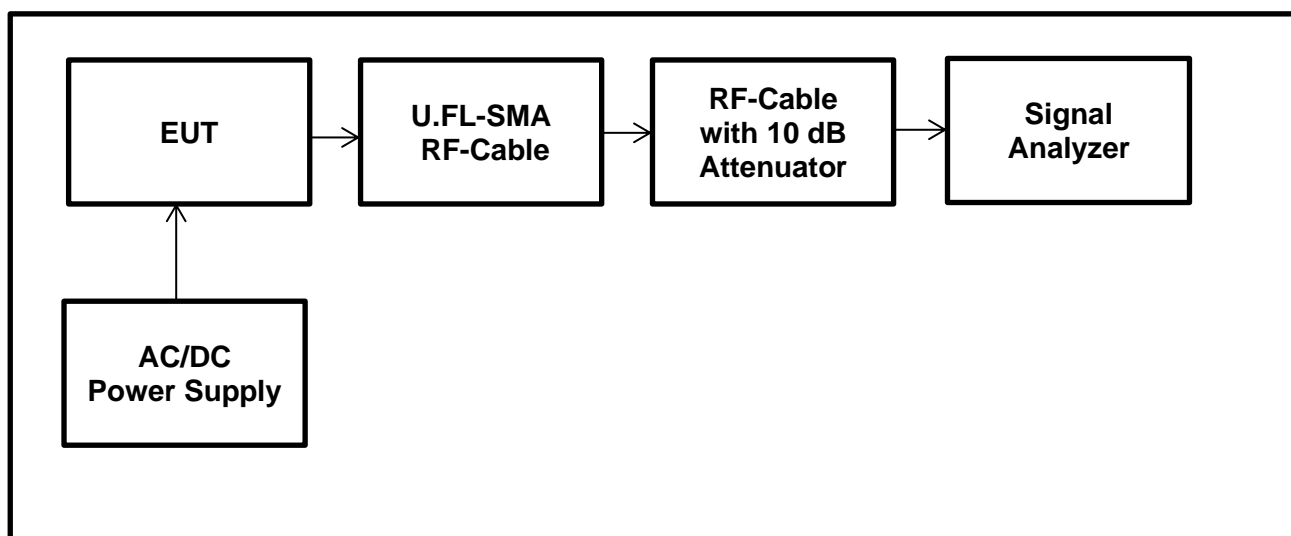 EUT
U.FL-SMA
RF-Cable
RF-Cable
with 10 dB
Attenuator
Signal
Analyzer
AC/DC
Power Supply